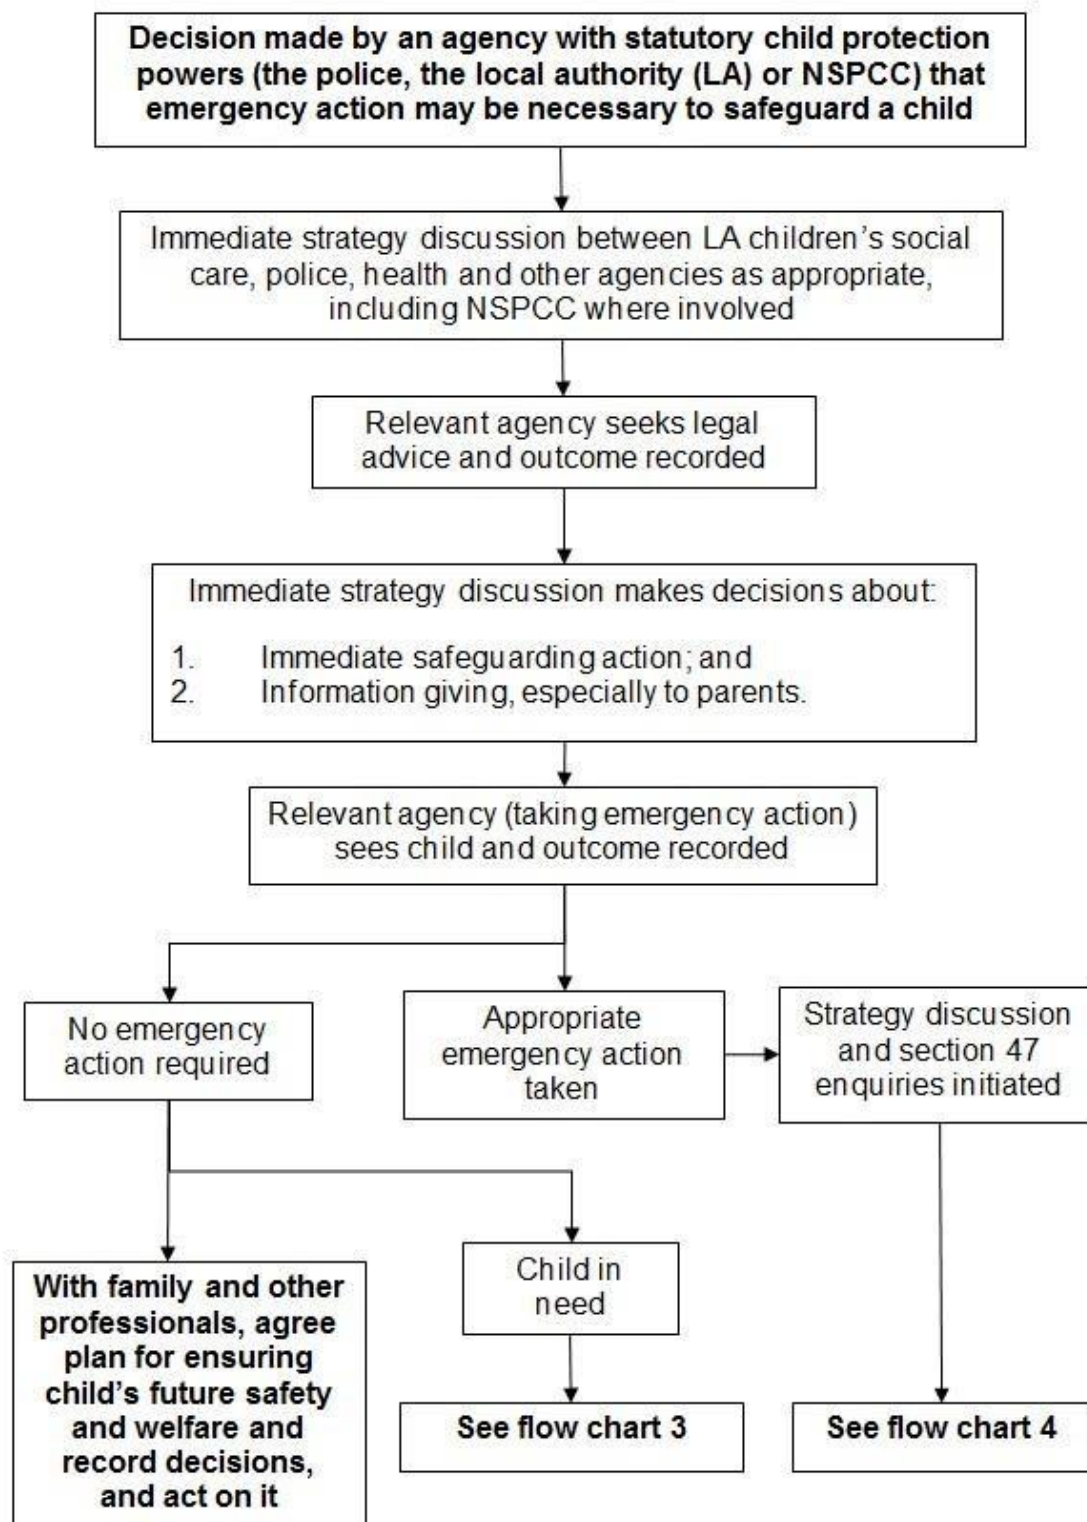 Decision made by an agency with statutory child protection
powers (the police, the local authority (LA) or NSPCC) that
emergency action may be necessary to safeguard a child
Immediate strategy discussion between LA children’s social
care, police, health and other agencies as appropriate,
including NSPCC where involved
Relevant agency seeks legal
advice and outcome recorded
Immediate strategy discussion makes decisions about:
1. Immediate safeguarding action; and
2. Information giving, especially to parents.
Relevant agency (taking emergency action)
sees child and outcome recorded
No emergency
action required
Appropriate
emergency action
taken
Strategy discussion
and section 47
enquiries initiated
With family and other
professionals, agree
plan for ensuring
child’s future safety
and welfare and
record decisions,
and act on it
Child in
need
See flow chart 3
See flow chart 4